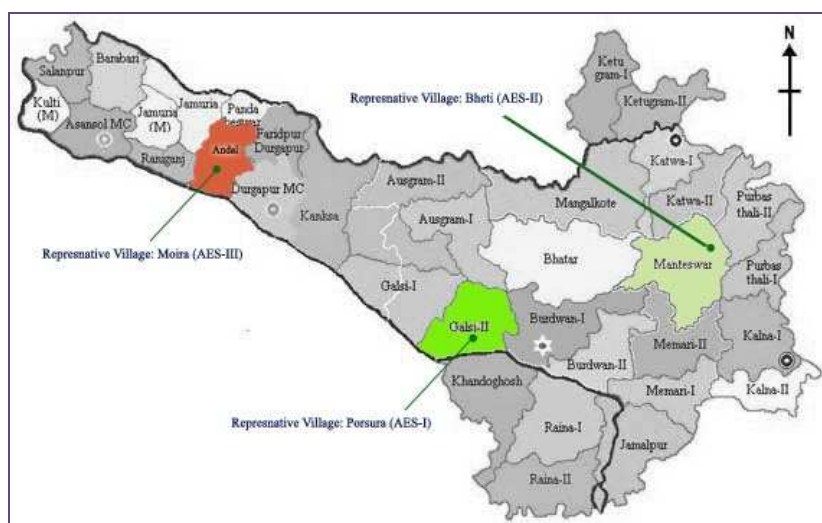 N
Ketu
gram-I
Ketugram-II
Represnative Village: Bheti (AES-II)
Barabari
Salanpur
Kulti
(M)
Jamuria
(M)
Jamuria
Panda
Asansol MC
Raniganj
Andal
Faridpur
Durgapur
Durgapur MC
Kanksa
Ausgram-II
Ausgram-I
Mangalkote
Katwa-I
Katwa-II
Purbas
thali-II
Purbas
thali-I
Manteswar
Bhatar
Represnative Village: Moira (AES-III)
Galsi-I
Galsi-II
Burdwan-I
Burdwan-II
Memari-II
Kalna-I
Kalna-II
Memari-I
Khandoghosh
Represnative Village: Porsura (AES-I)
Raina-I
Jamalpur
Raina-II